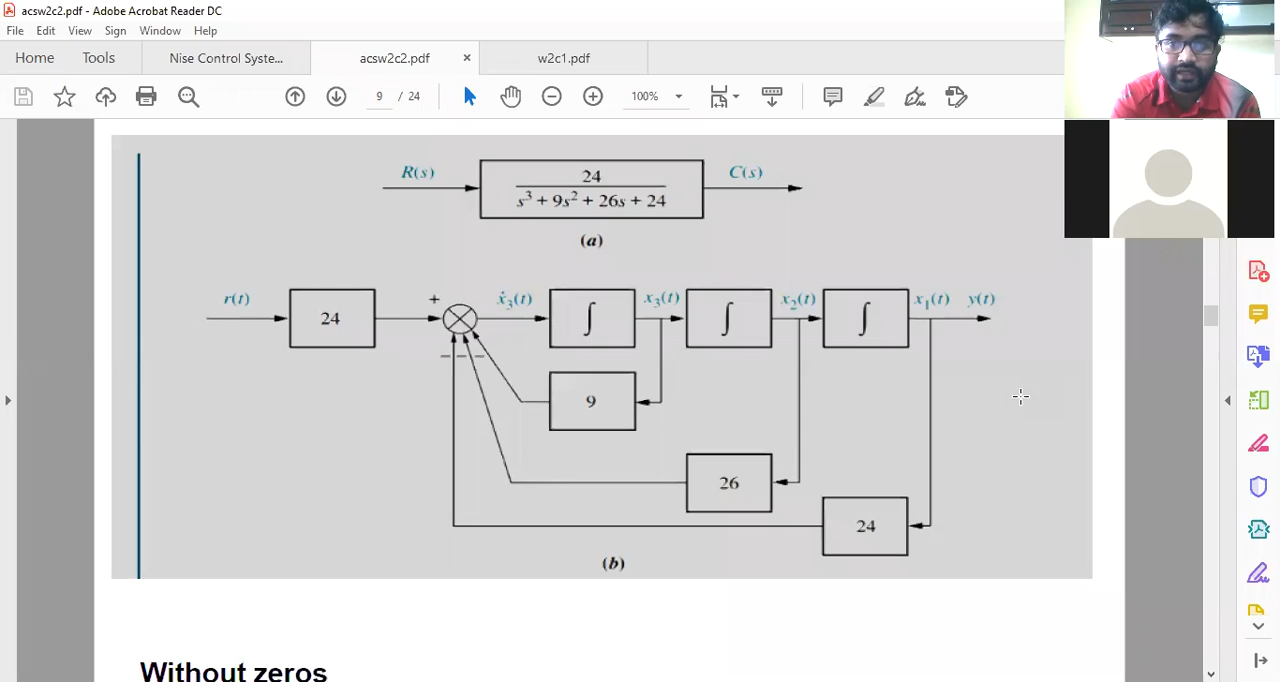 acsw2c2.pdf - Adobe Acrobat Reader DC
File Edit View Sign Window Help
Home Tools Nise Control Syste... acsw2c2.pdf × w2c1.pdf
9 / 24 100%
R(s) 24 C(s)
s³ + 9s² + 26s + 24
(a)
r(t) + ẋ₃(t) x₃(t) x₂(t) x₁(t) y(t)
24 ∫ ∫ ∫
− − −
9
26
24
(b)
Without zeros